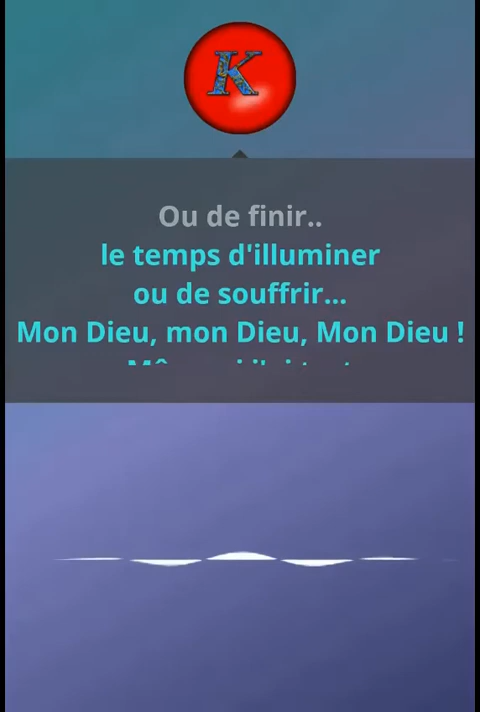 K
Ou de finir..
le temps d'illuminer
ou de souffrir...
Mon Dieu, mon Dieu, Mon Dieu !